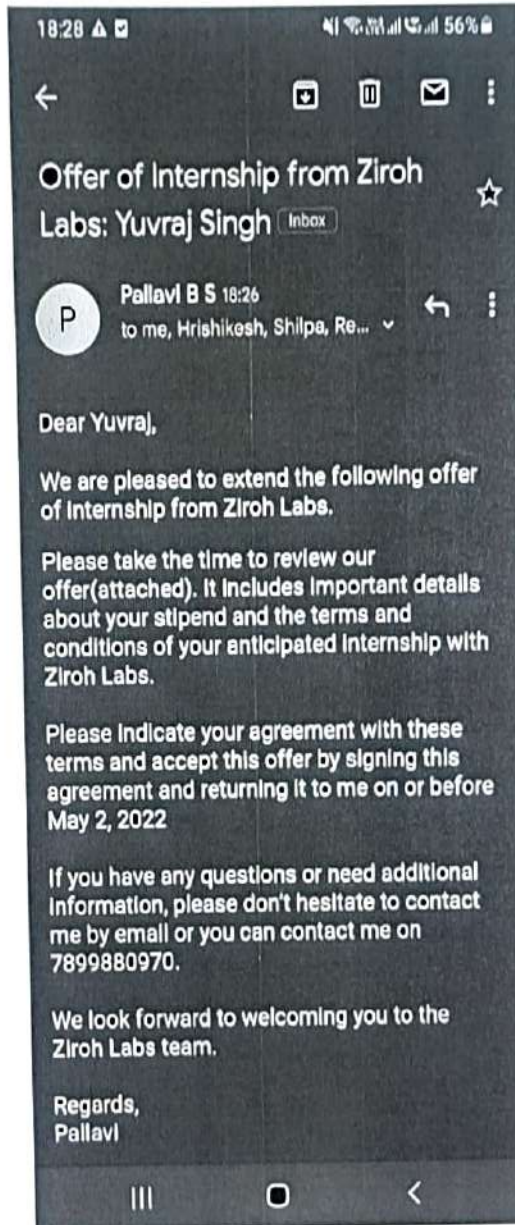 18:28
56%
Offer of Internship from Ziroh
Labs: Yuvraj Singh Inbox
P
Pallavi B S 18:26
to me, Hrishikesh, Shilpa, Re...
Dear Yuvraj,
We are pleased to extend the following offer
of internship from Ziroh Labs.
Please take the time to review our
offer(attached). It includes important details
about your stipend and the terms and
conditions of your anticipated internship with
Ziroh Labs.
Please indicate your agreement with these
terms and accept this offer by signing this
agreement and returning it to me on or before
May 2, 2022
If you have any questions or need additional
information, please don't hesitate to contact
me by email or you can contact me on
7899880970.
We look forward to welcoming you to the
Ziroh Labs team.
Regards,
Pallavi